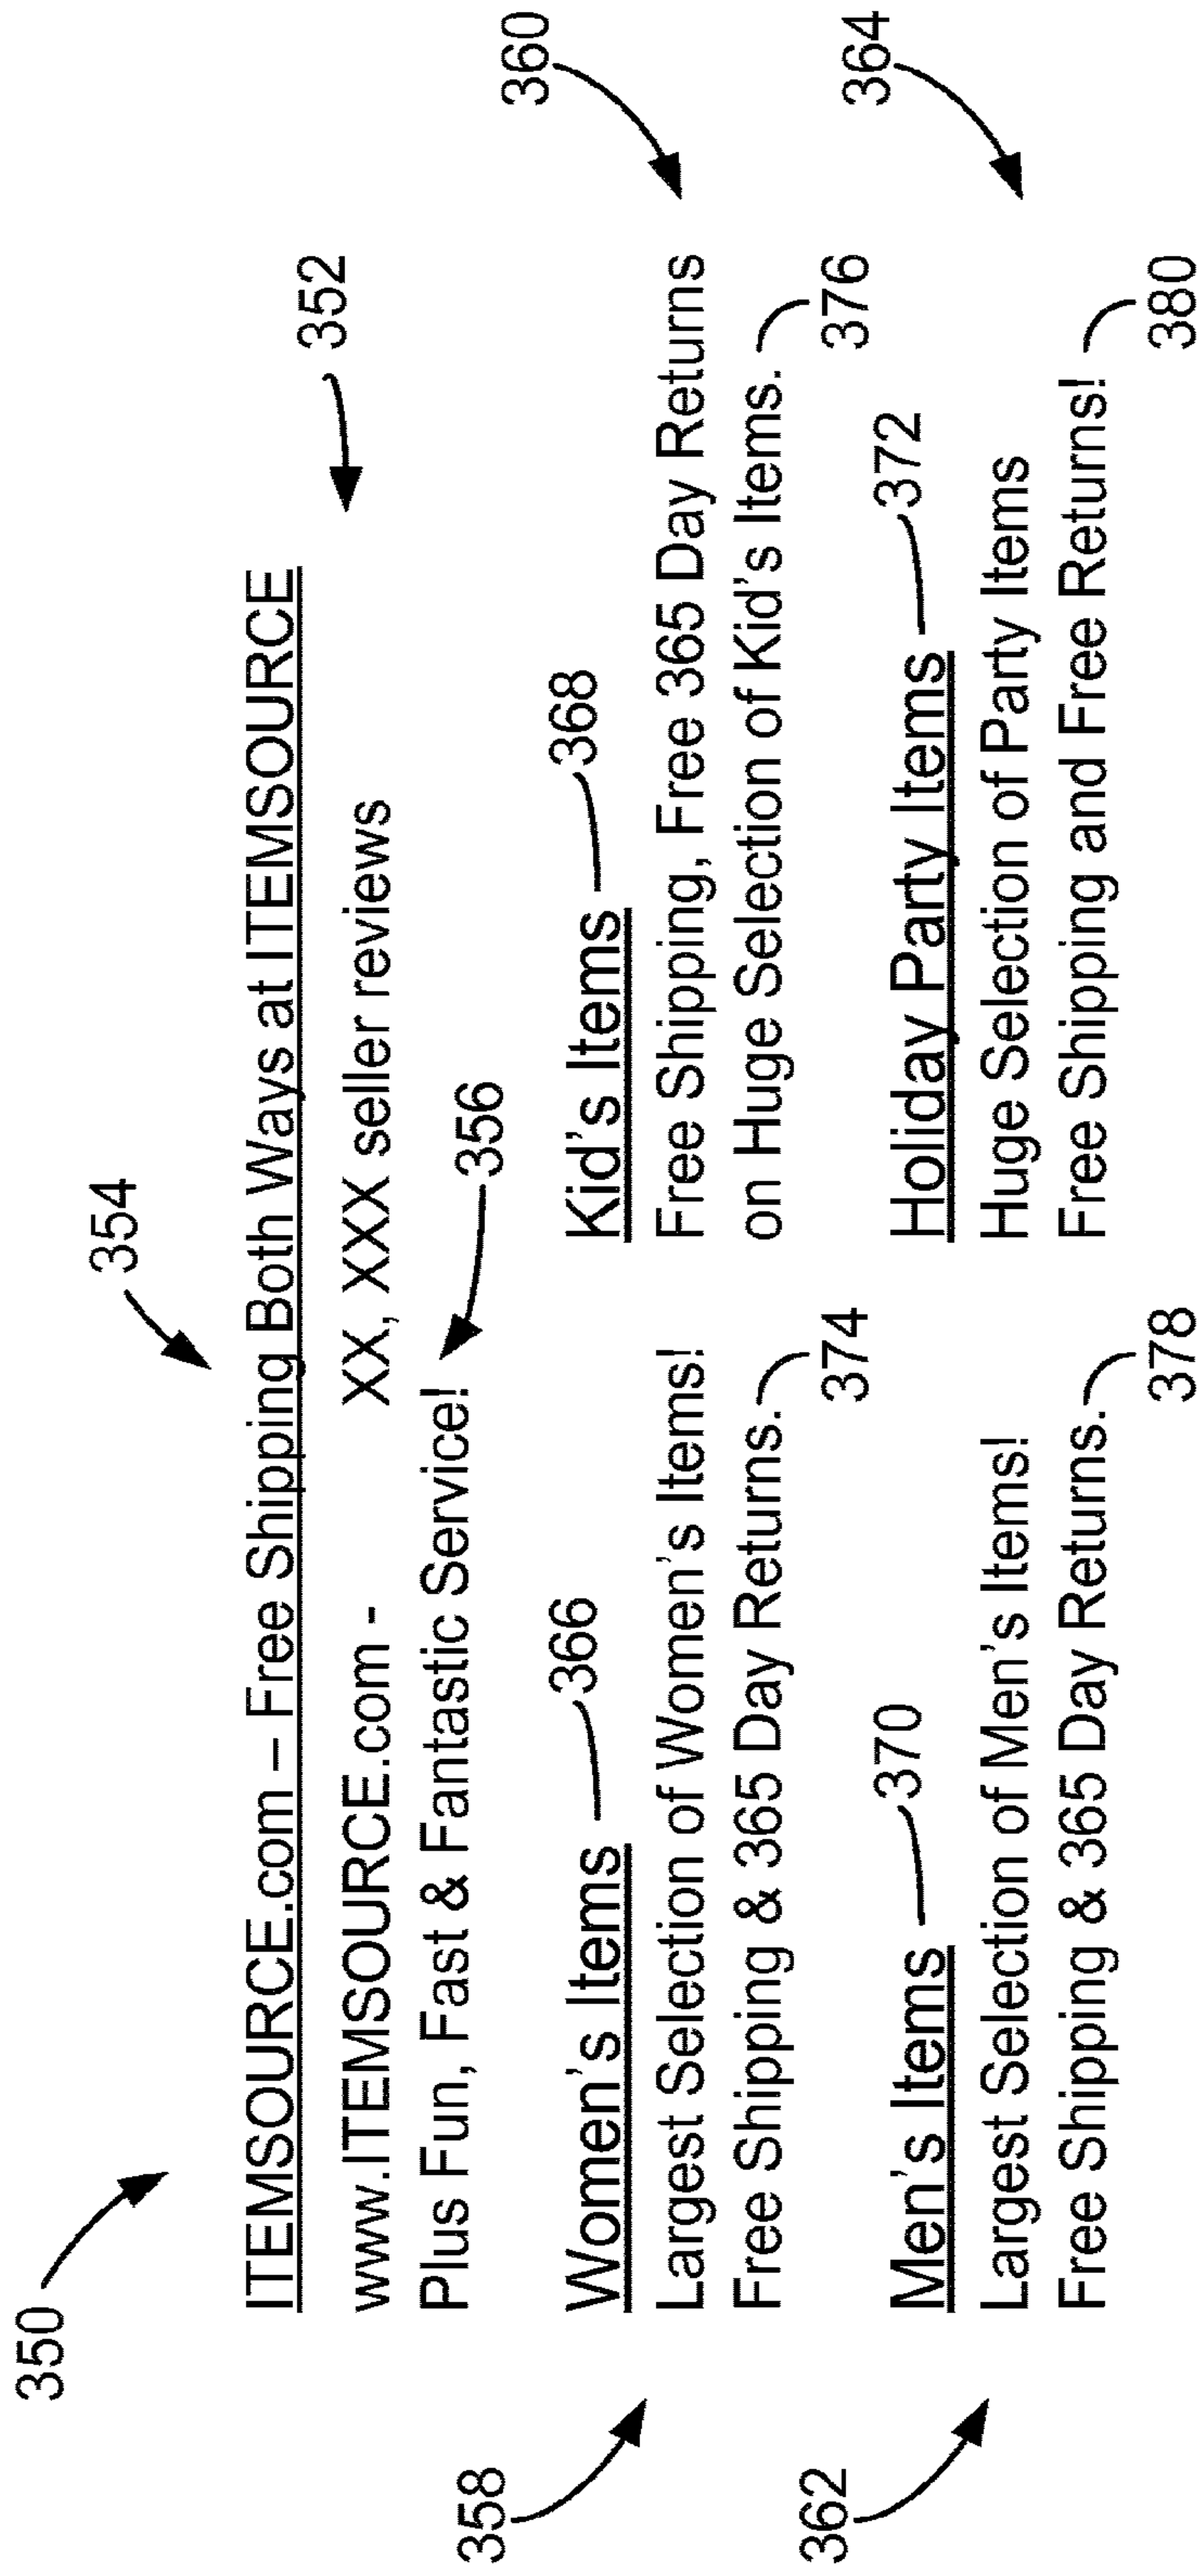 350
354
ITEMSOURCE.com – Free Shipping Both Ways at ITEMSOURCE
352
www.ITEMSOURCE.com - XX, XXX seller reviews
Plus Fun, Fast & Fantastic Service!
356
358
366
Women's Items
Largest Selection of Women's Items!
Free Shipping & 365 Day Returns.
374
368
360
Kid's Items
Free Shipping, Free 365 Day Returns
on Huge Selection of Kid's Items.
376
362
370
Men's Items
Largest Selection of Men's Items!
Free Shipping & 365 Day Returns.
378
372
364
Holiday Party Items
Huge Selection of Party Items
Free Shipping and Free Returns!
380